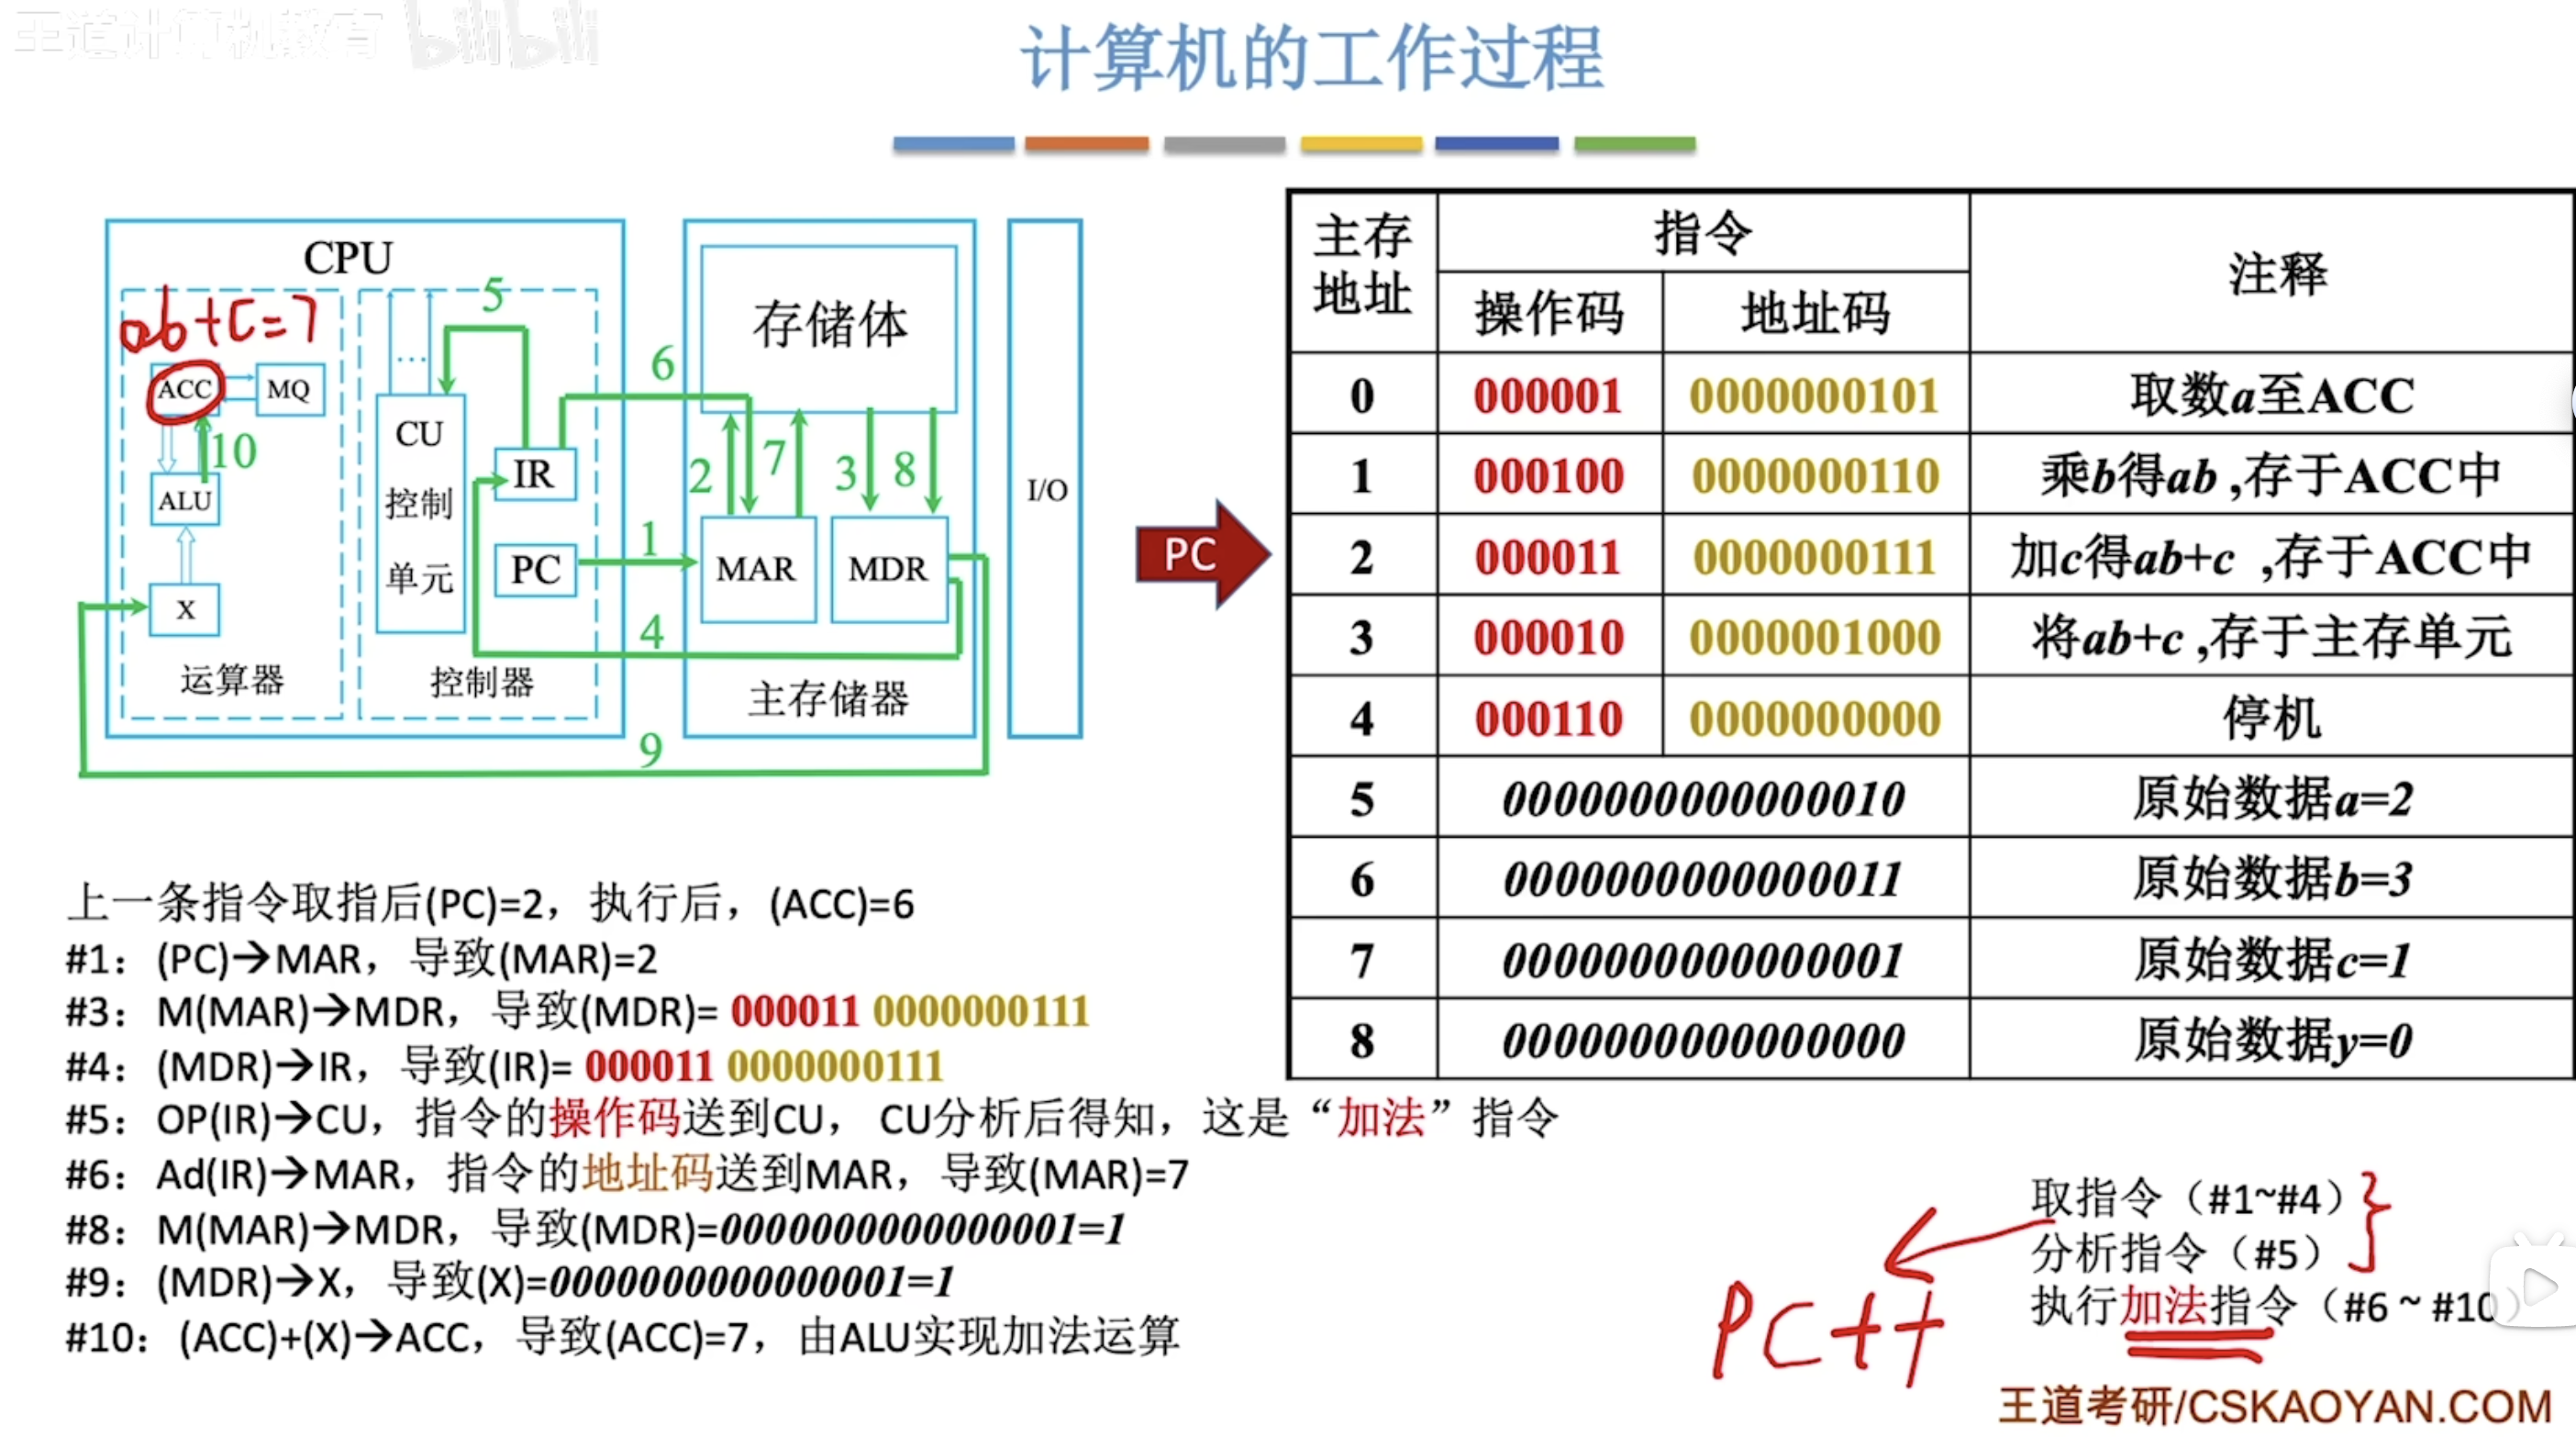 王道计算机教育 bilibili
计算机的工作过程
CPU
ab+c=7
ACC
MQ
10
ALU
X
运算器
5
...
CU
控制
单元
IR
PC
控制器
6
1
4
9
存储体
2
7
3
8
MAR
MDR
主存储器
I/O
PC
主存地址 指令 注释
操作码 地址码
0 000001 0000000101 取数a至ACC
1 000100 0000000110 乘b得ab ,存于ACC中
2 000011 0000000111 加c得ab+c ,存于ACC中
3 000010 0000001000 将ab+c ,存于主存单元
4 000110 0000000000 停机
5 0000000000000010 原始数据a=2
6 0000000000000011 原始数据b=3
7 0000000000000001 原始数据c=1
8 0000000000000000 原始数据y=0
上一条指令取指后(PC)=2，执行后，(ACC)=6
#1：(PC)→MAR，导致(MAR)=2
#3：M(MAR)→MDR，导致(MDR)= 000011 0000000111
#4：(MDR)→IR，导致(IR)= 000011 0000000111
#5：OP(IR)→CU，指令的操作码送到CU， CU分析后得知，这是“加法”指令
#6：Ad(IR)→MAR，指令的地址码送到MAR，导致(MAR)=7
#8：M(MAR)→MDR，导致(MDR)=0000000000000001=1
#9：(MDR)→X，导致(X)=0000000000000001=1
#10：(ACC)+(X)→ACC，导致(ACC)=7，由ALU实现加法运算
取指令（#1~#4）
分析指令（#5）
执行加法指令（#6 ~ #10）
PC++
王道考研/CSKAOYAN.COM